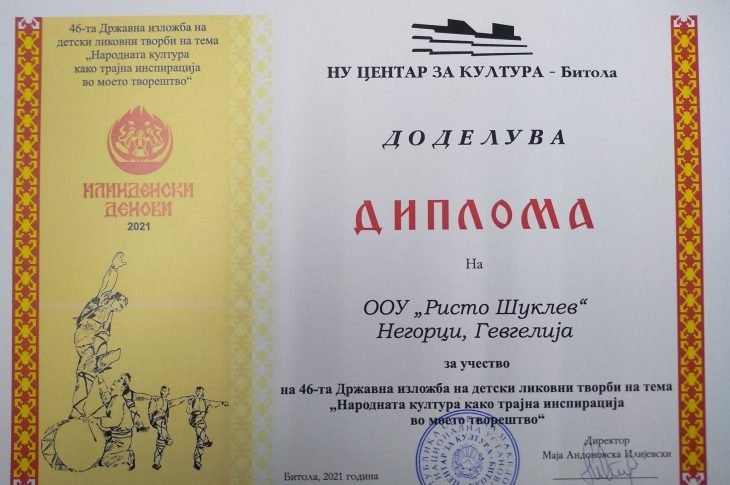 46-та Државна изложба на
детски ликовни творби на тема
„Народната култура
како трајна инспирација
во моето творештво“
ИЛИНДЕНСКИ
ДЕНОВИ
2021
НУ ЦЕНТАР ЗА КУЛТУРА - Битола
ДОДЕЛУВА
ДИПЛОМА
На
ООУ „Ристо Шуклев“
Негорци, Гевгелија
за учество
на 46-та Државна изложба на детски ликовни творби на тема
„Народната култура како трајна инспирација
во моето творештво“
Директор
Маја Андоновска Илијевски
Битола, 2021 година